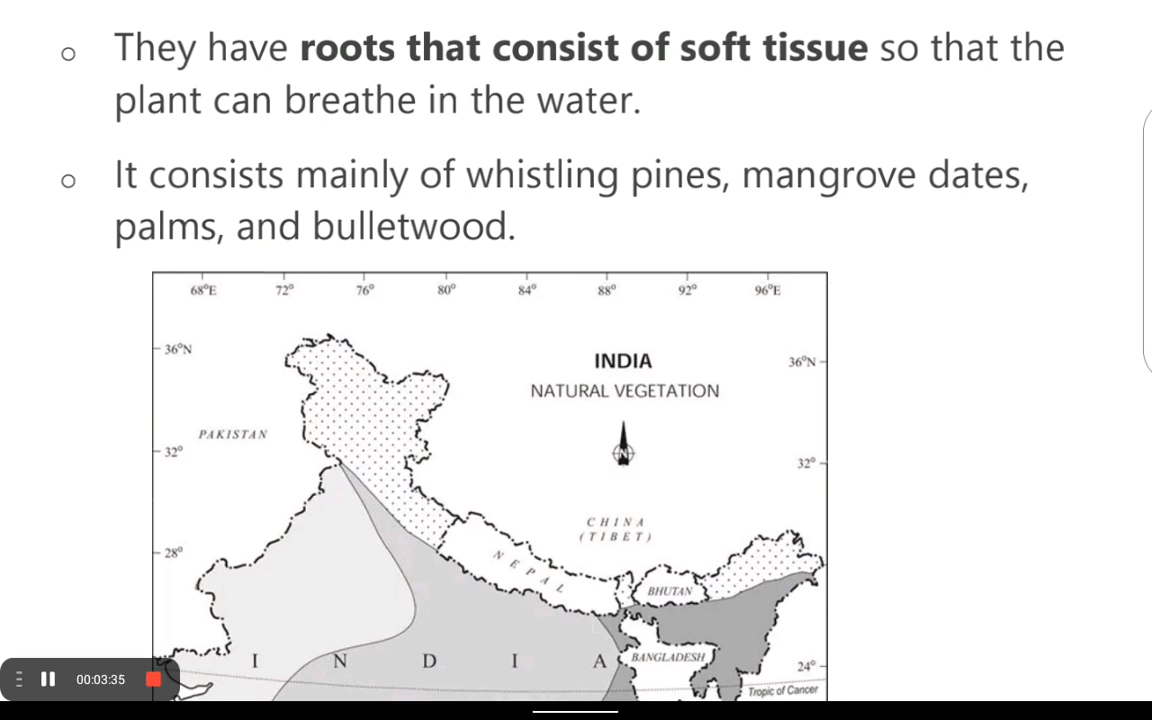 They have roots that consist of soft tissue so that the
plant can breathe in the water.
It consists mainly of whistling pines, mangrove dates,
palms, and bulletwood.
68°E 72° 76° 80° 84° 88° 92° 96°E
36°N
36°N
INDIA
NATURAL VEGETATION
N
PAKISTAN
32°
32°
CHINA
(TIBET)
28°
NEPAL
BHUTAN
I N D I A
BANGLADESH
24°
00:03:35
Tropic of Cancer